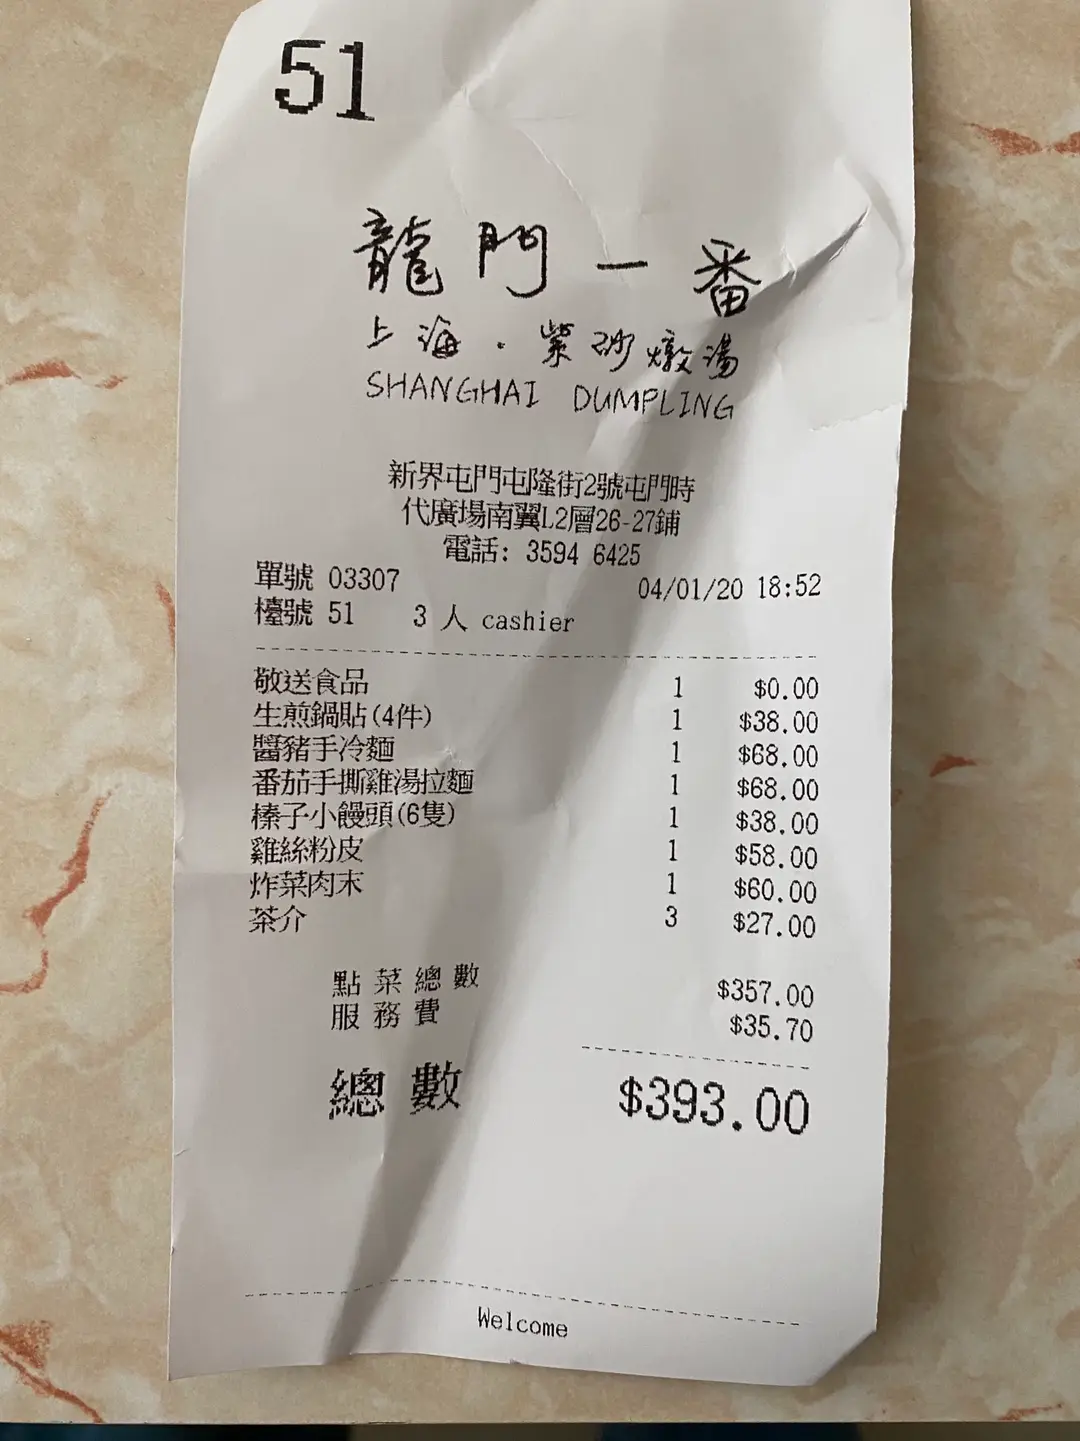 51
龍門一番
上海．紫砂燉湯
SHANGHAI DUMPLING
新界屯門屯隆街2號屯門時
代廣場南翼L2層26-27鋪
電話: 3594 6425
單號 03307 04/01/20 18:52
檯號 51 3 人 cashier
敬送食品 1 $0.00
生煎鍋貼(4件) 1 $38.00
醬豬手冷麵 1 $68.00
番茄手撕雞湯拉麵 1 $68.00
榛子小饅頭(6隻) 1 $38.00
雞絲粉皮 1 $58.00
炸菜肉末 1 $60.00
茶介 3 $27.00
點菜總數 $357.00
服務費 $35.70
總數 $393.00
Welcome